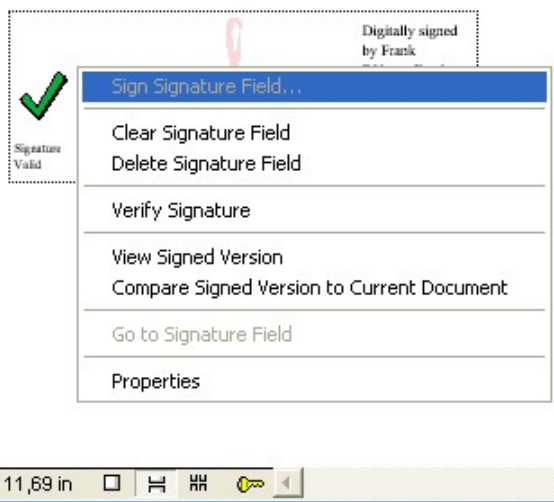 Digitally signed
by Frank
Sign Signature Field...
Clear Signature Field
Delete Signature Field
Signature
Valid
Verify Signature
View Signed Version
Compare Signed Version to Current Document
Go to Signature Field
Properties
11,69 in